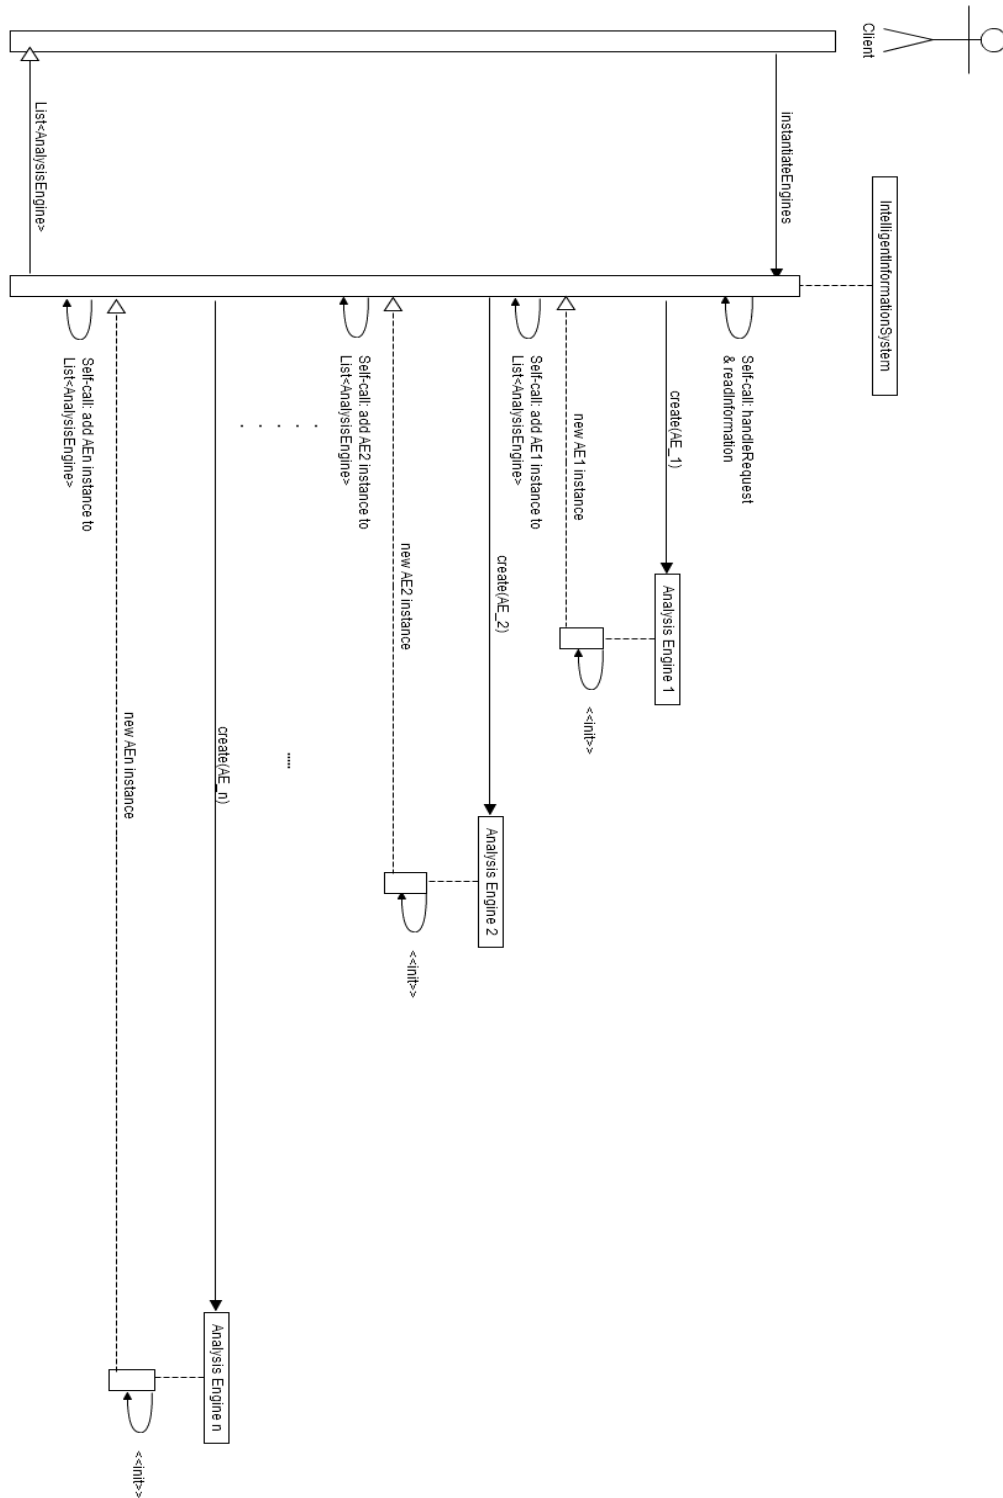 Client
IntelligentInformationSystem
instantiateEngines
Self-call: handleRequest
& readInformation
create(AE_1)
Analysis Engine 1
<<init>>
new AE1 instance
Self-call: add AE1 instance to
List<AnalysisEngine>
create(AE_2)
Analysis Engine 2
<<init>>
new AE2 instance
Self-call: add AE2 instance to
List<AnalysisEngine>
. . . . .
.....
create(AE_n)
Analysis Engine n
<<init>>
new AEn instance
Self-call: add AEn instance to
List<AnalysisEngine>
List<AnalysisEngine>